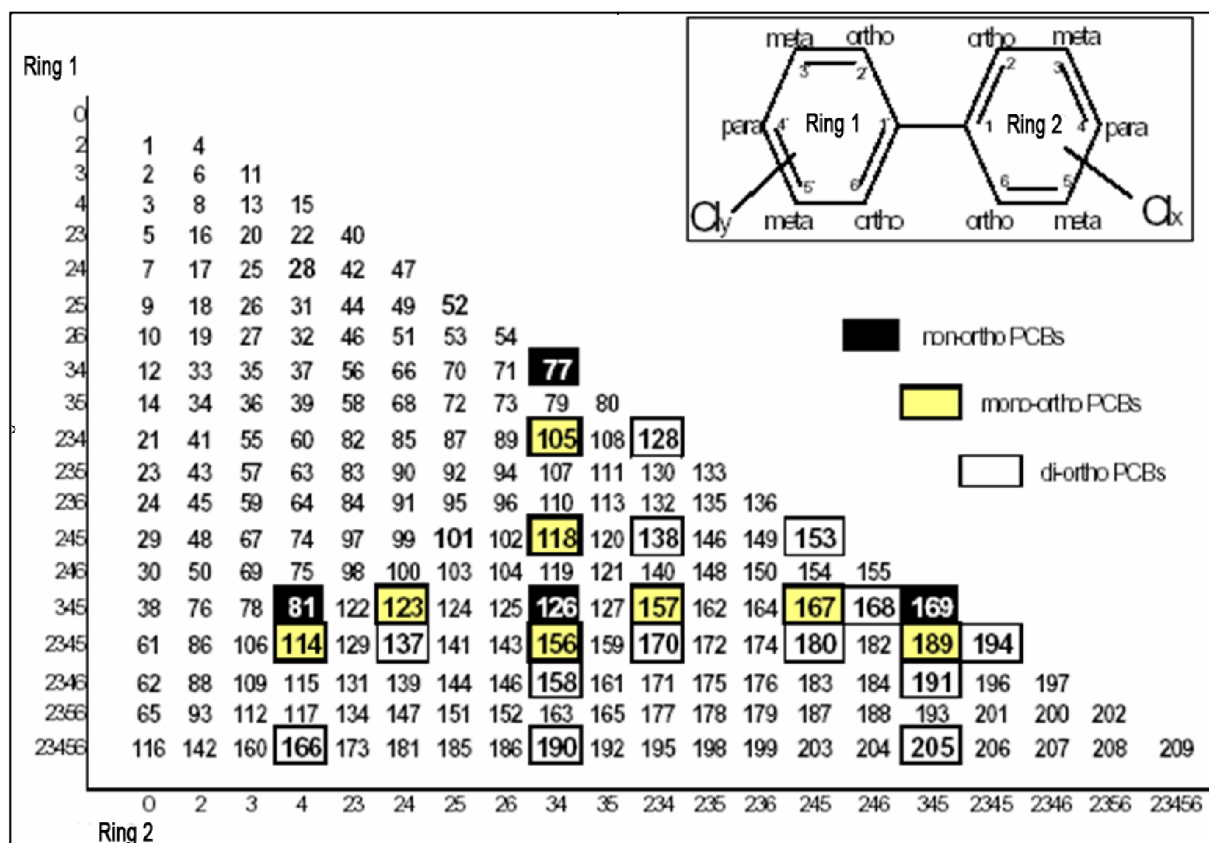 Ring 1
meta ortho ortho meta
3' 2' 2 3
para 4' Ring 1 1' 1 Ring 2 4 para
5' 6' 6 5
Cly meta ortho ortho meta Clx
0
2 1 4
3 2 6 11
4 3 8 13 15
23 5 16 20 22 40
24 7 17 25 28 42 47
25 9 18 26 31 44 49 52
26 10 19 27 32 46 51 53 54
non-ortho PCBs
34 12 33 35 37 56 66 70 71 77
35 14 34 36 39 58 68 72 73 79 80
mono-ortho PCBs
234 21 41 55 60 82 85 87 89 105 108 128
235 23 43 57 63 83 90 92 94 107 111 130 133
di-ortho PCBs
236 24 45 59 64 84 91 95 96 110 113 132 135 136
245 29 48 67 74 97 99 101 102 118 120 138 146 149 153
246 30 50 69 75 98 100 103 104 119 121 140 148 150 154 155
345 38 76 78 81 122 123 124 125 126 127 157 162 164 167 168 169
2345 61 86 106 114 129 137 141 143 156 159 170 172 174 180 182 189 194
2346 62 88 109 115 131 139 144 146 158 161 171 175 176 183 184 191 196 197
2356 65 93 112 117 134 147 151 152 163 165 177 178 179 187 188 193 201 200 202
23456 116 142 160 166 173 181 185 186 190 192 195 198 199 203 204 205 206 207 208 209
0 2 3 4 23 24 25 26 34 35 234 235 236 245 246 345 2345 2346 2356 23456
Ring 2